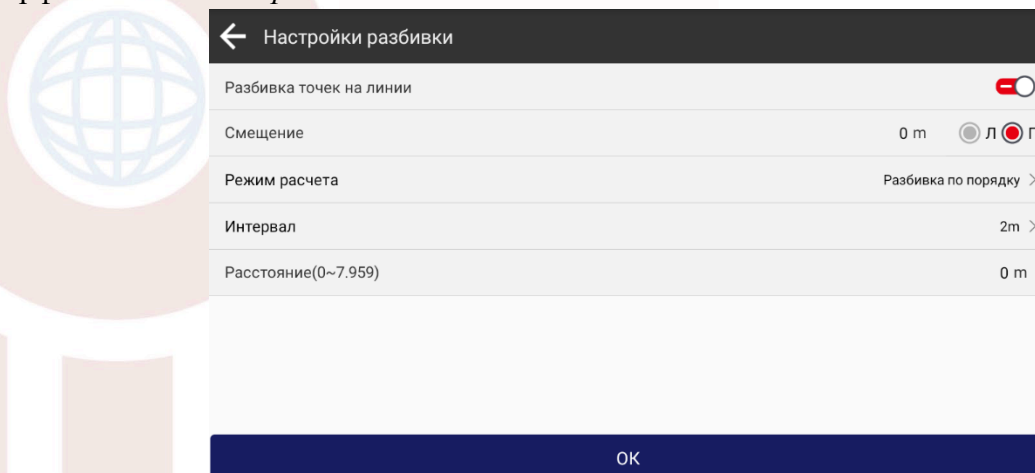 Настройки разбивки
Разбивка точек на линии
Смещение 0 m Л
Режим расчета Разбивка по порядку
Интервал 2m
Расстояние(0~7.959) 0 m
ОК